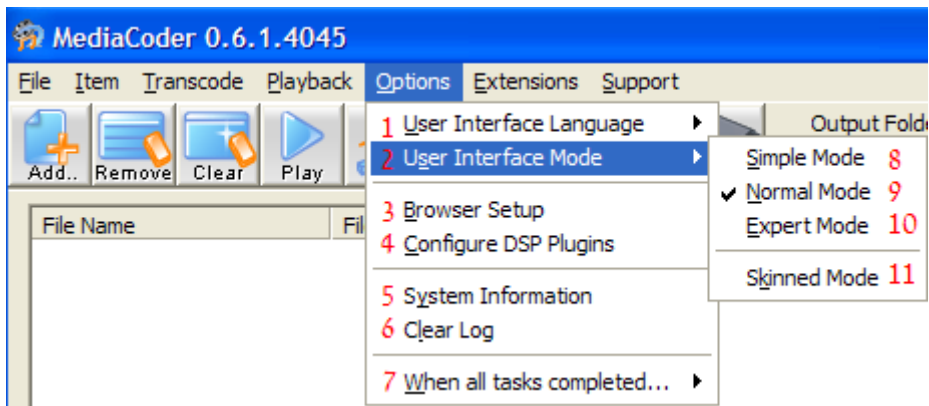 MediaCoder 0.6.1.4045
File Item Transcode Playback Options Extensions Support
Add.. Remove Clear Play
Output Folde
File Name Fil
1 User Interface Language
2 User Interface Mode
3 Browser Setup
4 Configure DSP Plugins
5 System Information
6 Clear Log
7 When all tasks completed...
Simple Mode 8
Normal Mode 9
Expert Mode 10
Skinned Mode 11